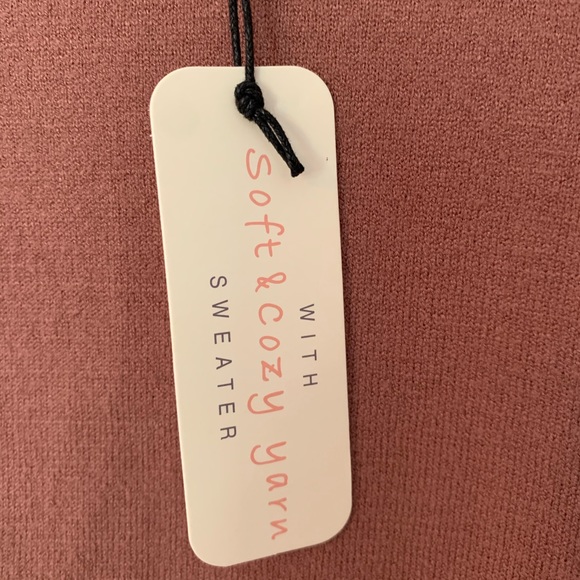 WITH
Soft & Cozy yarn
SWEATER